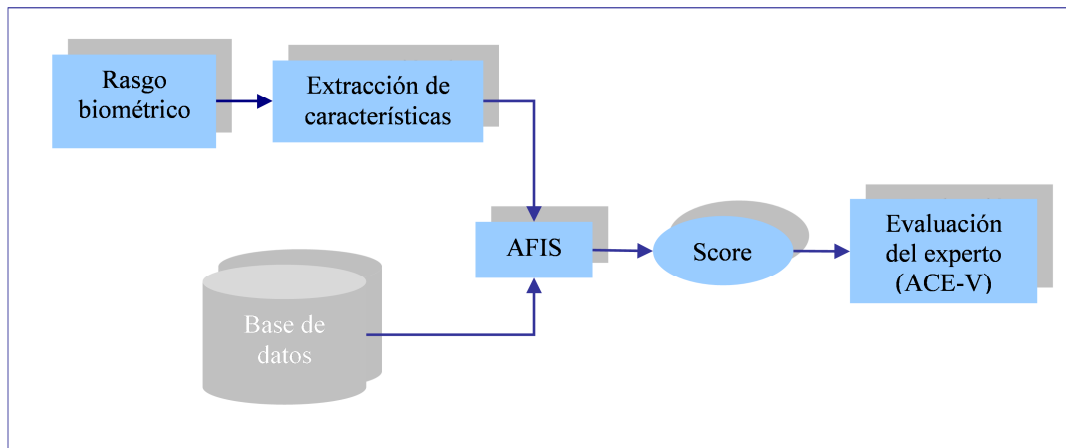 Rasgo
biométrico
Extracción de
características
AFIS
Score
Evaluación
del experto
(ACE-V)
Base de
datos